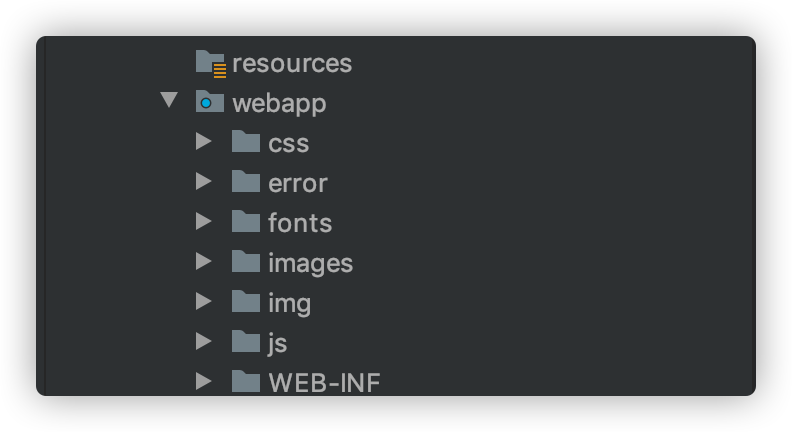 resources
webapp
css
error
fonts
images
img
js
WEB-INF